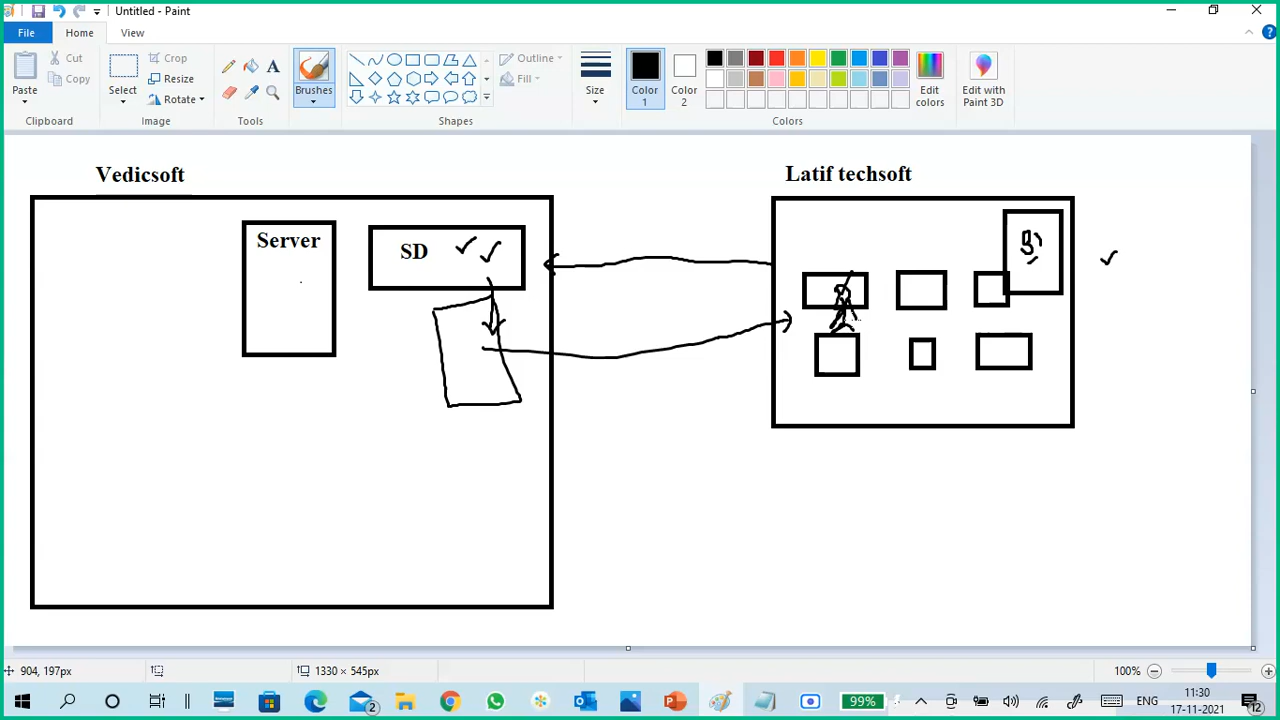 Untitled - Paint
File
Home
View
Paste
Cut
Copy
Clipboard
Select
Crop
Resize
Rotate
Image
A
Tools
Brushes
Outline
Fill
Shapes
Size
Color 1
Color 2
Edit colors
Edit with Paint 3D
Colors
Vedicsoft
Latif techsoft
Server
SD
904, 197px
1330 × 545px
100%
2
99%
ENG
11:30
17-11-2021
12